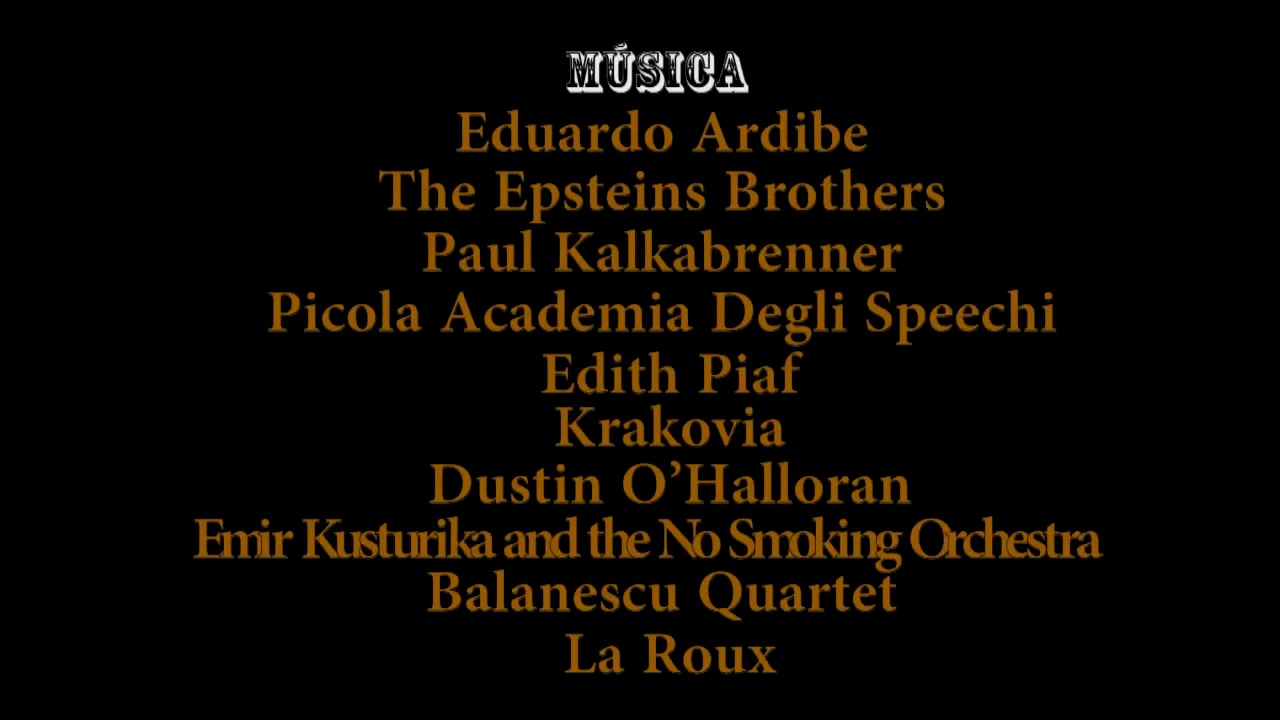 MÚSICA
Eduardo Ardibe
The Epsteins Brothers
Paul Kalkabrenner
Picola Academia Degli Speechi
Edith Piaf
Krakovia
Dustin O’Halloran
Emir Kusturika and the No Smoking Orchestra
Balanescu Quartet
La Roux